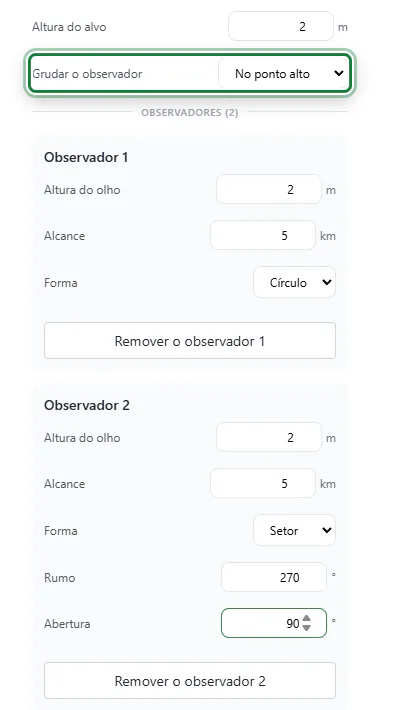 Altura do alvo 2 m
Grudar o observador No ponto alto
OBSERVADORES (2)
Observador 1
Altura do olho 2 m
Alcance 5 km
Forma Círculo
Remover o observador 1
Observador 2
Altura do olho 2 m
Alcance 5 km
Forma Setor
Rumo 270 °
Abertura 90 °
Remover o observador 2